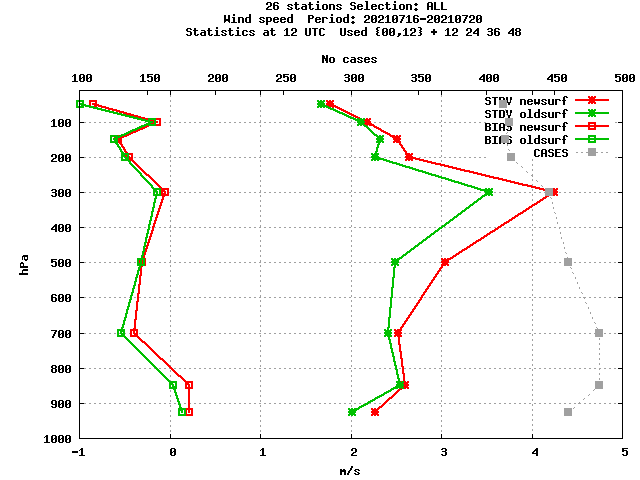 26 stations Selection: ALL
Wind speed  Period: 20210716-20210720
Statistics at 12 UTC  Used {00,12} + 12 24 36 48
No cases
100 150 200 250 300 350 400 450 500
STDV newsurf
STDV oldsurf
BIAS newsurf
BIAS oldsurf
CASES
100
200
300
400
500
600
700
800
900
1000
hPa
-1 0 1 2 3 4 5
m/s